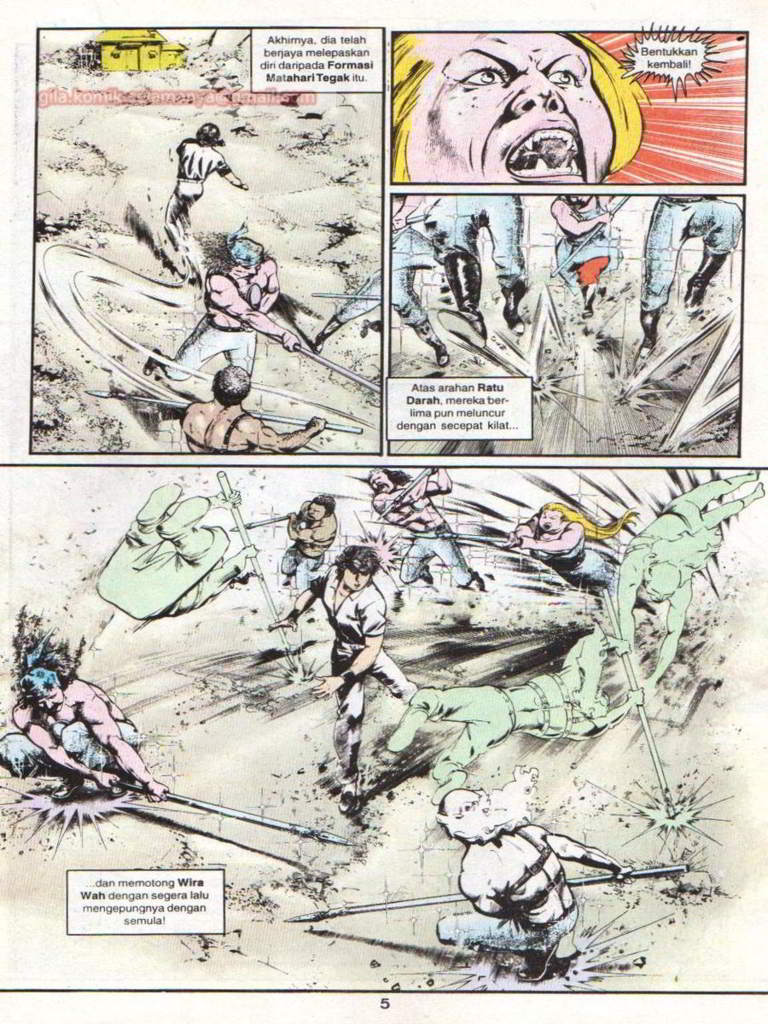 Akhirnya, dia telah
berjaya melepaskan
diri daripada Formasi
Matahari Tegak itu.
Bentukkan
kembali!
Atas arahan Ratu
Darah, mereka ber-
lima pun meluncur
dengan secepat kilat...
...dan memotong Wira
Wah dengan segera lalu
mengepungnya dengan
semula!
5